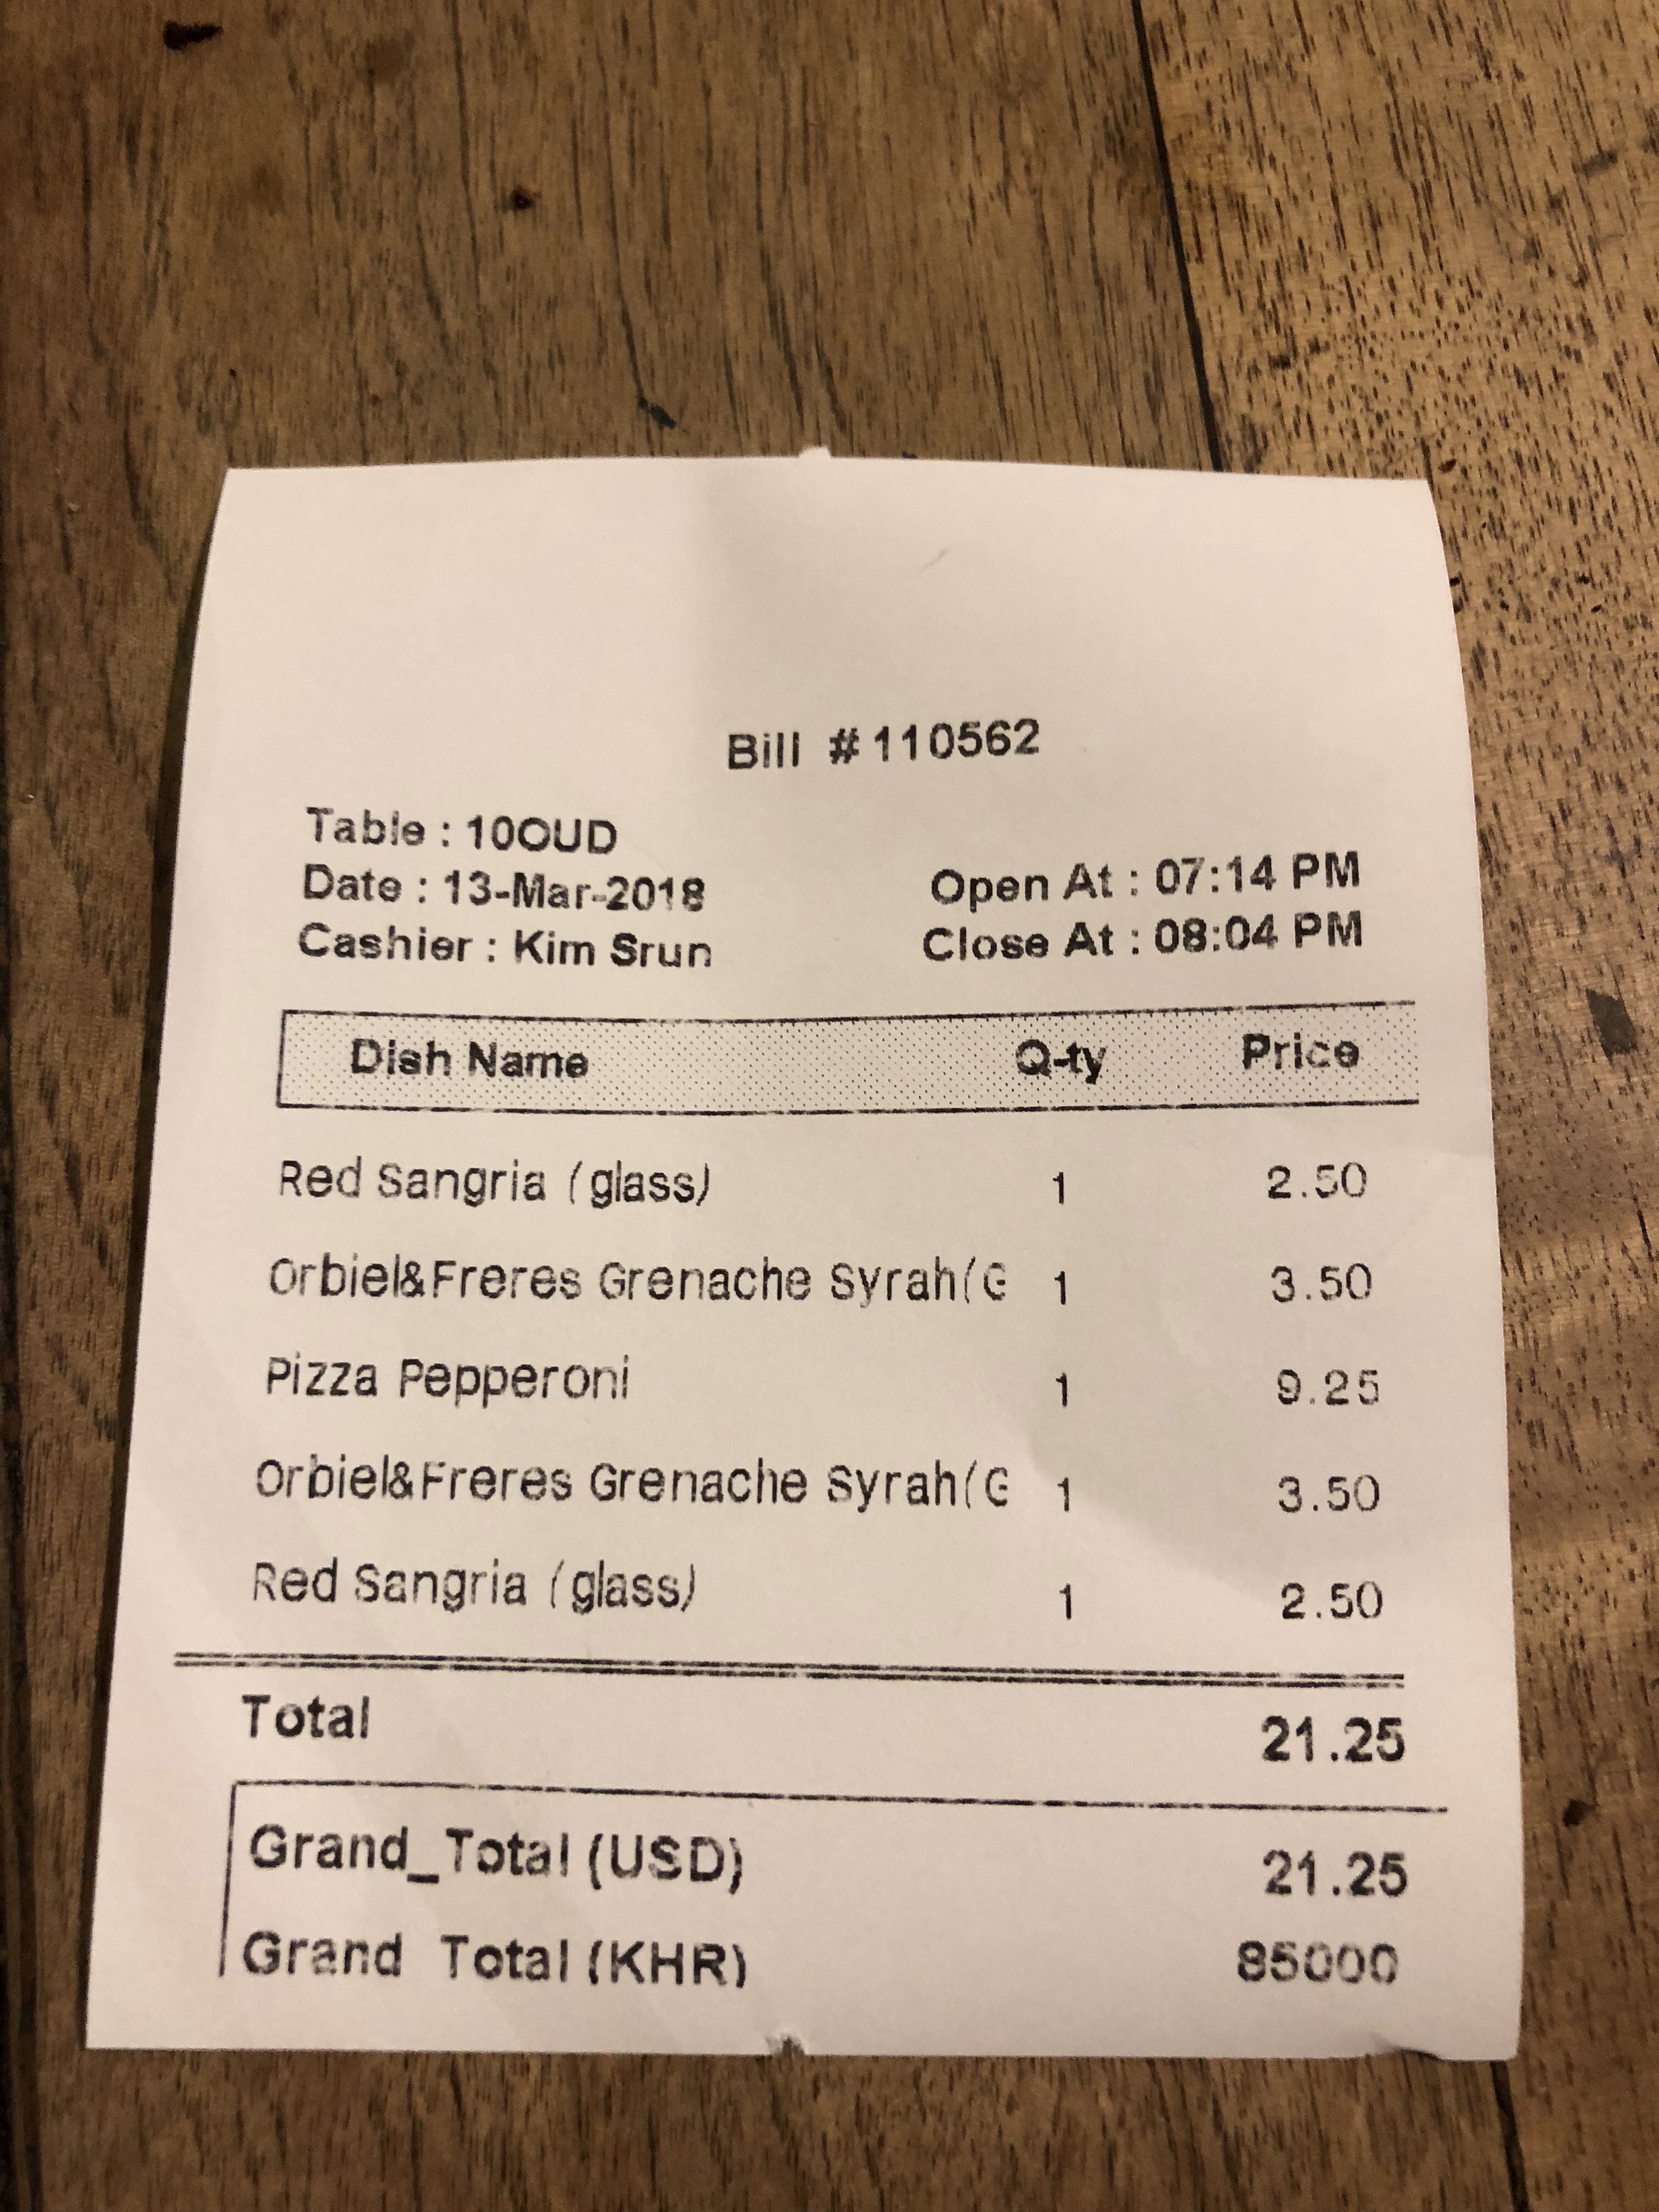 Bill #110562
Table : 10OUD
Date : 13-Mar-2018 Open At : 07:14 PM
Cashier : Kim Srun Close At : 08:04 PM
Dish Name Q-ty Price
Red Sangria (glass) 1 2.50
Orbiel&Freres Grenache Syrah(G 1 3.50
Pizza Pepperoni 1 9.25
Orbiel&Freres Grenache Syrah(G 1 3.50
Red Sangria (glass) 1 2.50
Total 21.25
Grand_Total (USD) 21.25
Grand Total (KHR) 85000